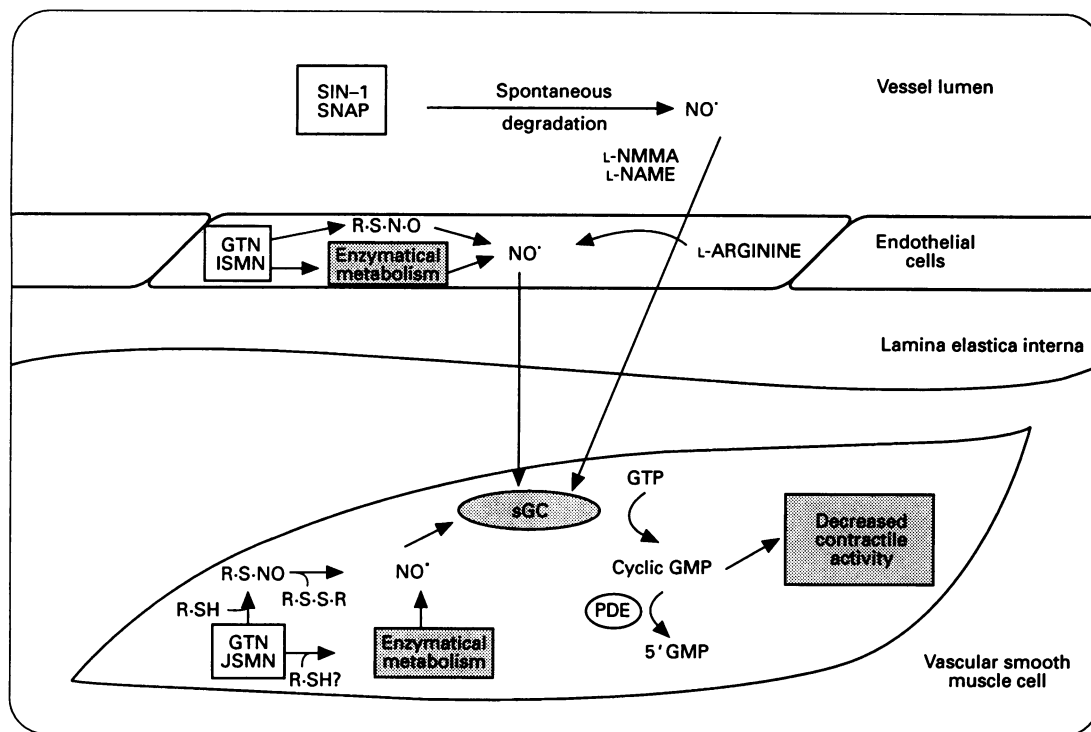 SIN–1
SNAP
Spontaneous
degradation
NO˙
Vessel lumen
L-NMMA
L-NAME
GTN
ISMN
R·S·N·O
Enzymatical
metabolism
NO˙
L-ARGININE
Endothelial
cells
Lamina elastica interna
sGC
GTP
Decreased
contractile
activity
R·S·NO
R·S·S·R
NO˙
Cyclic GMP
R·SH
PDE
GTN
JSMN
R·SH?
Enzymatical
metabolism
5′GMP
Vascular smooth
muscle cell